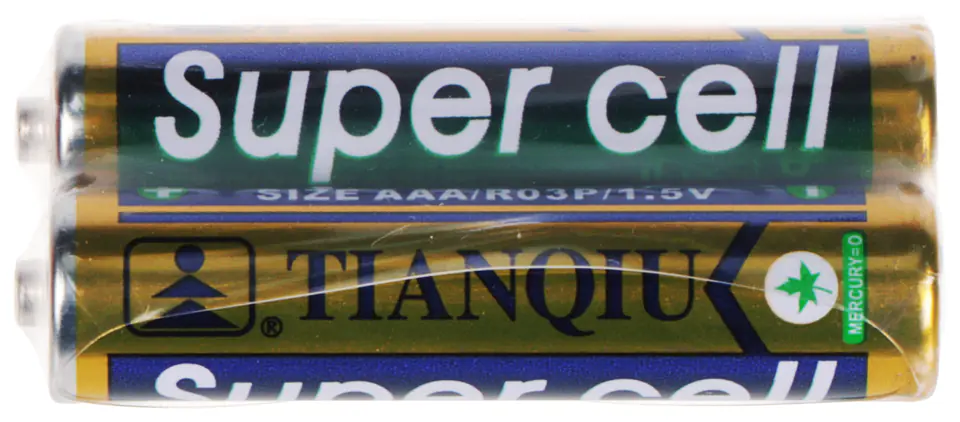 Super cell
+
SIZE AAA/R03P/1.5V
TIANQIU
®
MERCURY=0
Super cell